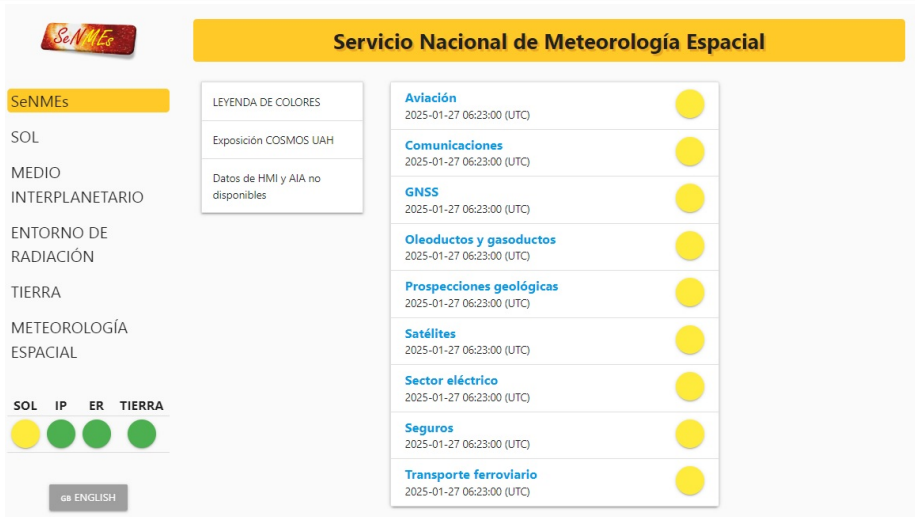 SeNMEs
Servicio Nacional de Meteorología Espacial
SeNMEs
SOL
MEDIO
INTERPLANETARIO
ENTORNO DE
RADIACIÓN
TIERRA
METEOROLOGÍA
ESPACIAL
SOL IP ER TIERRA
GB ENGLISH
LEYENDA DE COLORES
Exposición COSMOS UAH
Datos de HMI y AIA no
disponibles
Aviación
2025-01-27 06:23:00 (UTC)
Comunicaciones
2025-01-27 06:23:00 (UTC)
GNSS
2025-01-27 06:23:00 (UTC)
Oleoductos y gasoductos
2025-01-27 06:23:00 (UTC)
Prospecciones geológicas
2025-01-27 06:23:00 (UTC)
Satélites
2025-01-27 06:23:00 (UTC)
Sector eléctrico
2025-01-27 06:23:00 (UTC)
Seguros
2025-01-27 06:23:00 (UTC)
Transporte ferroviario
2025-01-27 06:23:00 (UTC)